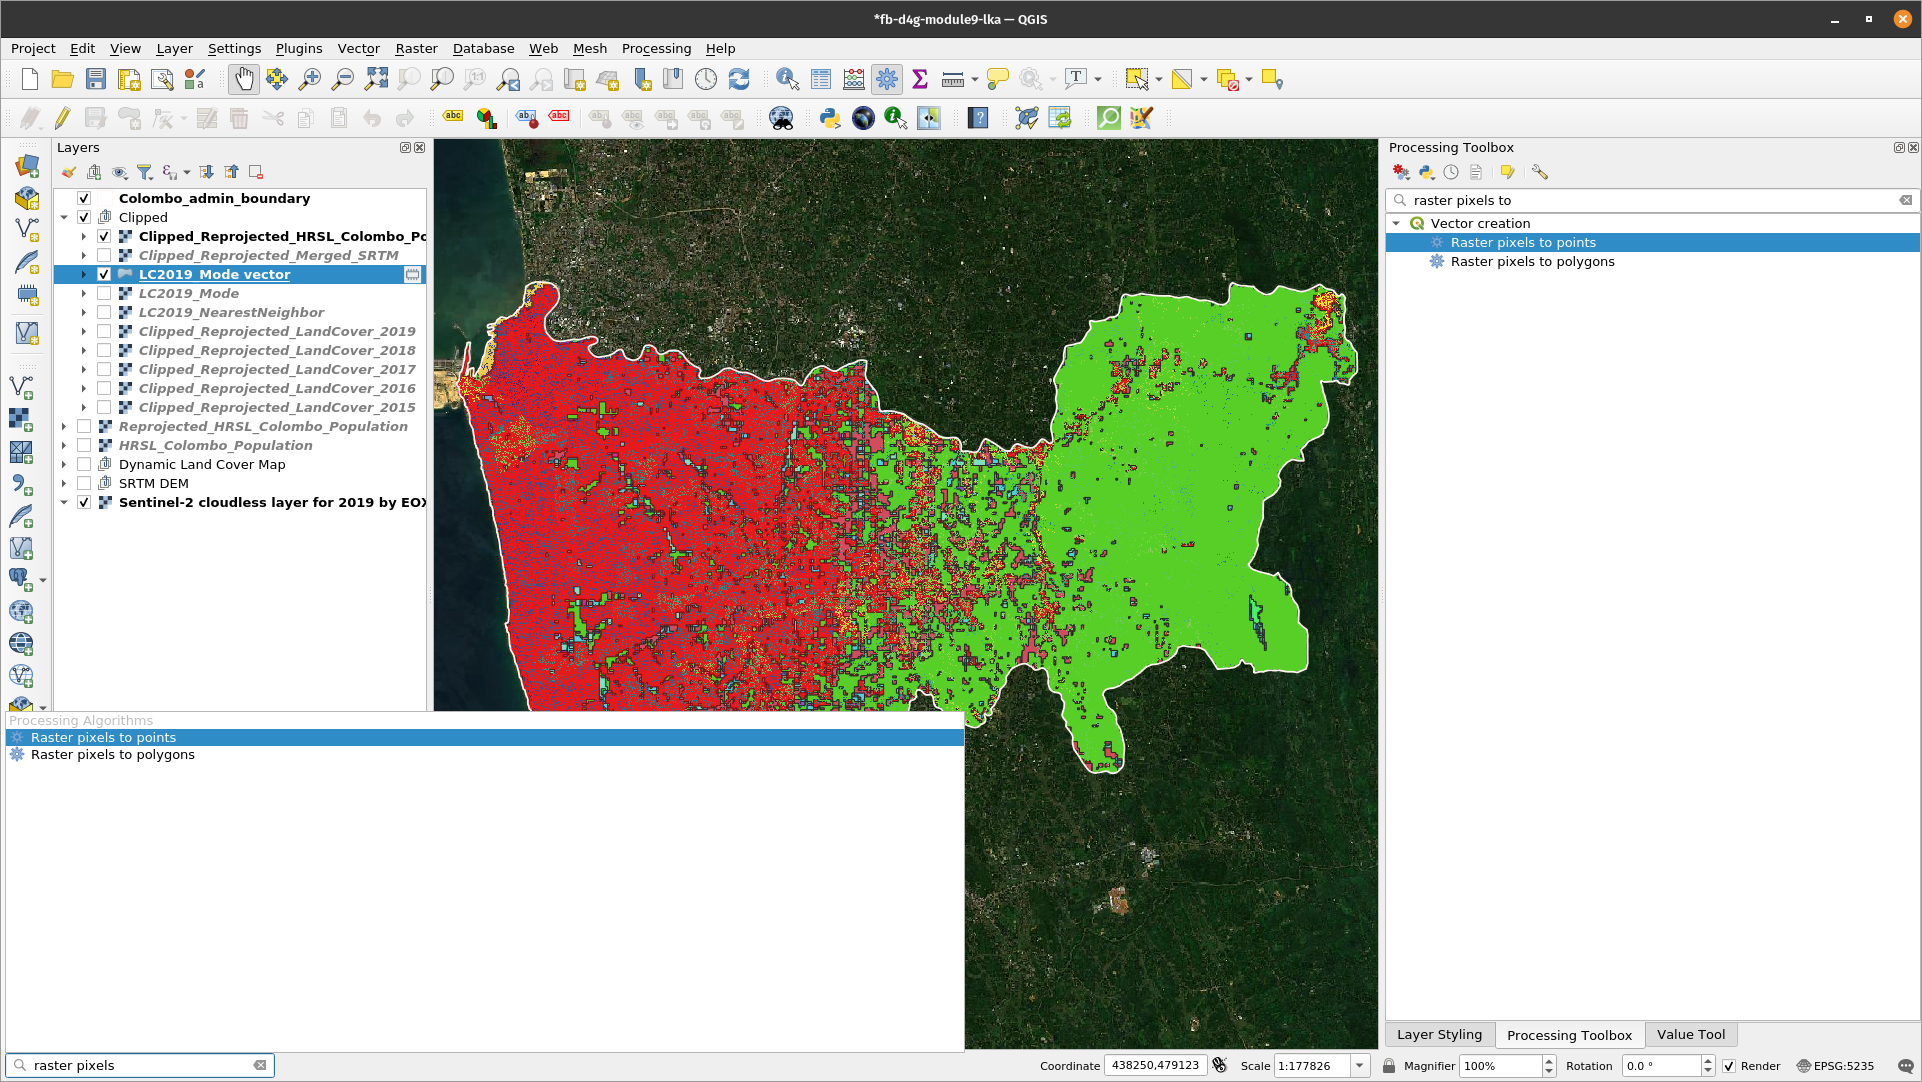 *fb-d4g-module9-lka — QGIS
Project Edit View Layer Settings Plugins Vector Raster Database Web Mesh Processing Help
Layers
Colombo_admin_boundary
Clipped
Clipped_Reprojected_HRSL_Colombo_Po
Clipped_Reprojected_Merged_SRTM
LC2019_Mode vector
LC2019_Mode
LC2019_NearestNeighbor
Clipped_Reprojected_LandCover_2019
Clipped_Reprojected_LandCover_2018
Clipped_Reprojected_LandCover_2017
Clipped_Reprojected_LandCover_2016
Clipped_Reprojected_LandCover_2015
Reprojected_HRSL_Colombo_Population
HRSL_Colombo_Population
Dynamic Land Cover Map
SRTM DEM
Sentinel-2 cloudless layer for 2019 by EOX
Processing Algorithms
Raster pixels to points
Raster pixels to polygons
raster pixels
Processing Toolbox
raster pixels to
Vector creation
Raster pixels to points
Raster pixels to polygons
Layer Styling Processing Toolbox Value Tool
Coordinate 438250,479123 Scale 1:177826 Magnifier 100% Rotation 0.0 ° Render EPSG:5235